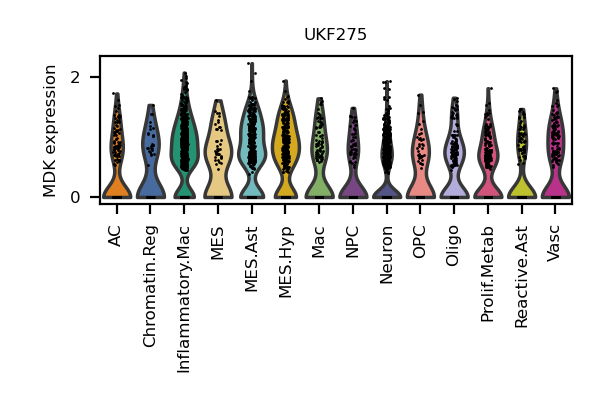 UKF275
MDK expression
2
0
AC
Chromatin.Reg
Inflammatory.Mac
MES
MES.Ast
MES.Hyp
Mac
NPC
Neuron
OPC
Oligo
Prolif.Metab
Reactive.Ast
Vasc